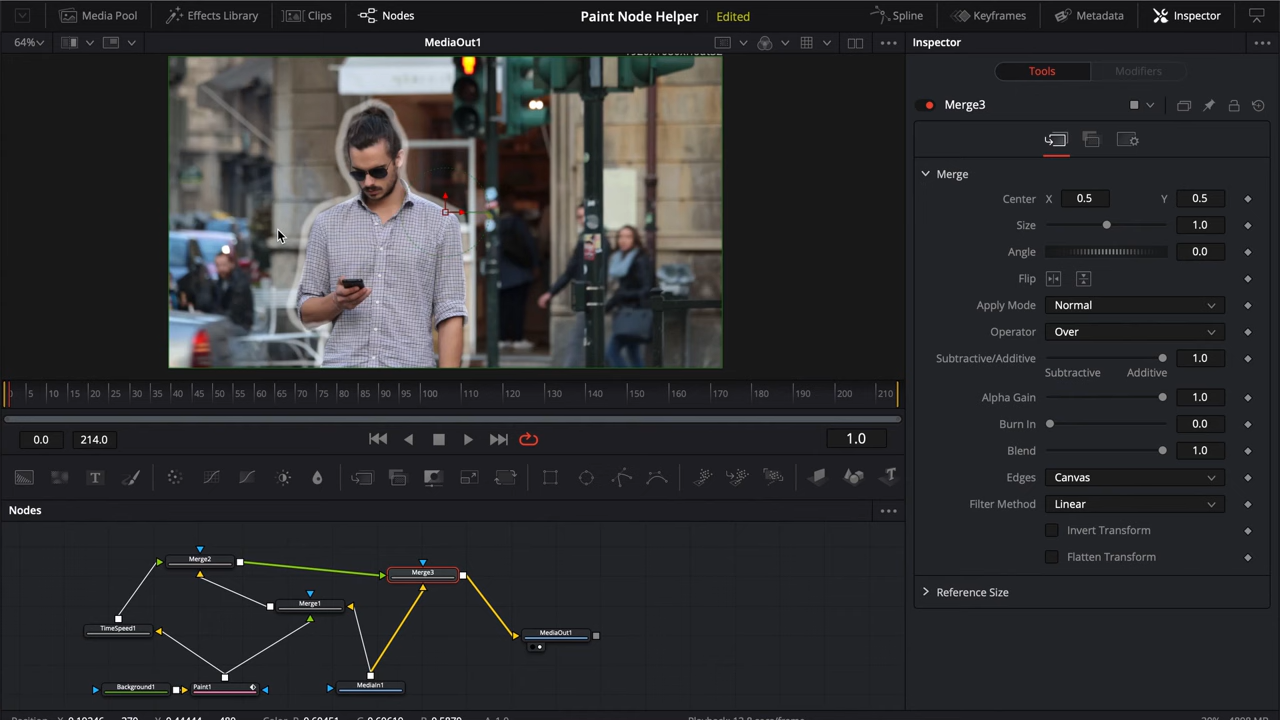 Media Pool
Effects Library
Clips
Nodes
Paint Node Helper
Edited
Spline
Keyframes
Metadata
Inspector
64%
MediaOut1
Inspector
Tools
Modifiers
Merge3
Merge
Center X 0.5 Y 0.5
Size 1.0
Angle 0.0
Flip
Apply Mode Normal
Operator Over
Subtractive/Additive 1.0
Subtractive Additive
Alpha Gain 1.0
Burn In 0.0
Blend 1.0
Edges Canvas
Filter Method Linear
Invert Transform
Flatten Transform
Reference Size
5 10 15 20 25 30 35 40 45 50 55 60 65 70 75 80 85 90 95 100 110 120 130 140 150 160 170 180 190 200 210
0.0 214.0 1.0
T T
Nodes
Merge2
Merge3
Merge1
TimeSpeed1
MediaOut1
Background1
Paint1
MediaIn1